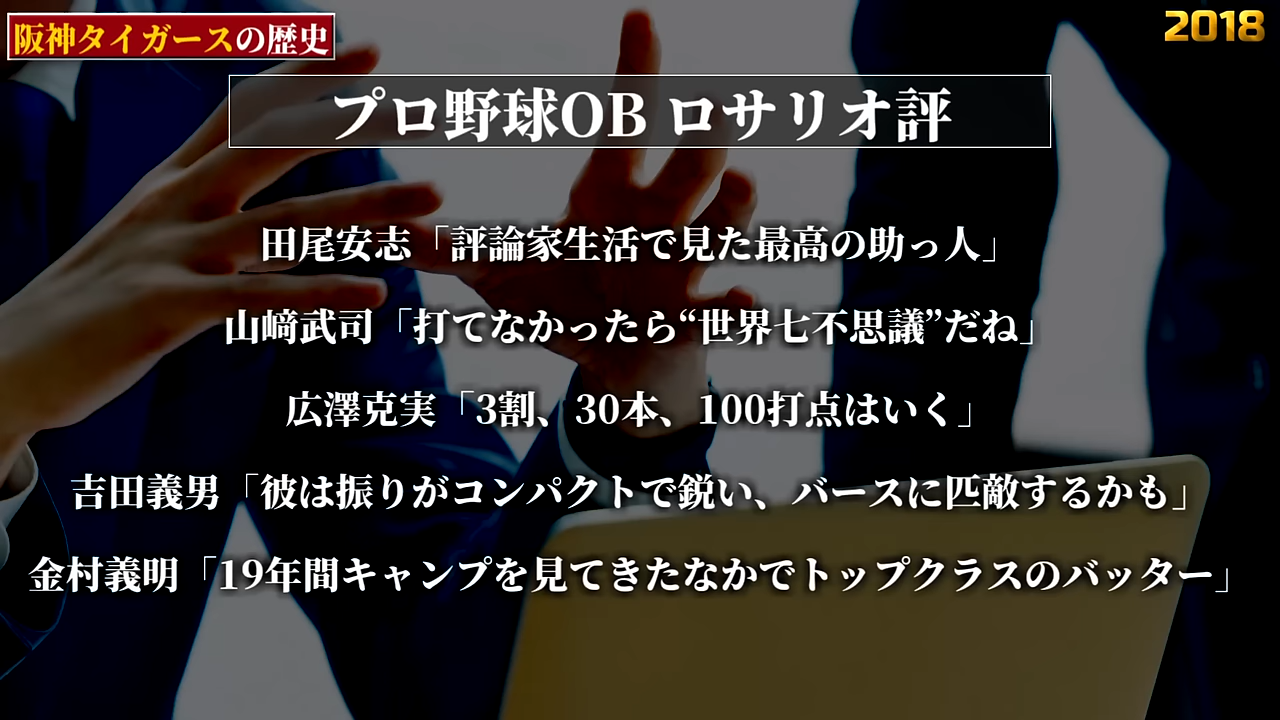 阪神タイガースの歴史
2018
プロ野球OB ロサリオ評
田尾安志「評論家生活で見た最高の助っ人」
山﨑武司「打てなかったら“世界七不思議”だね」
広澤克実「3割、30本、100打点はいく」
吉田義男「彼は振りがコンパクトで鋭い、バースに匹敵するかも」
金村義明「19年間キャンプを見てきたなかでトップクラスのバッター」